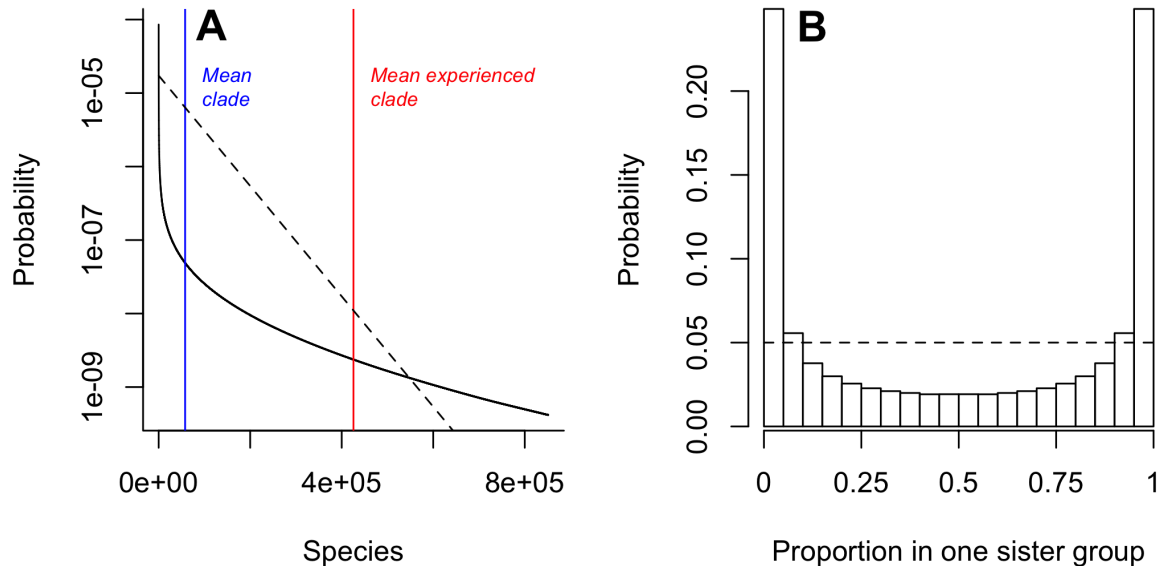 A
Mean
clade
Mean experienced
clade
Probability
1e-05
1e-07
1e-09
0e+00 4e+05 8e+05
Species
B
Probability
0.20
0.15
0.10
0.05
0.00
0 0.25 0.5 0.75 1
Proportion in one sister group